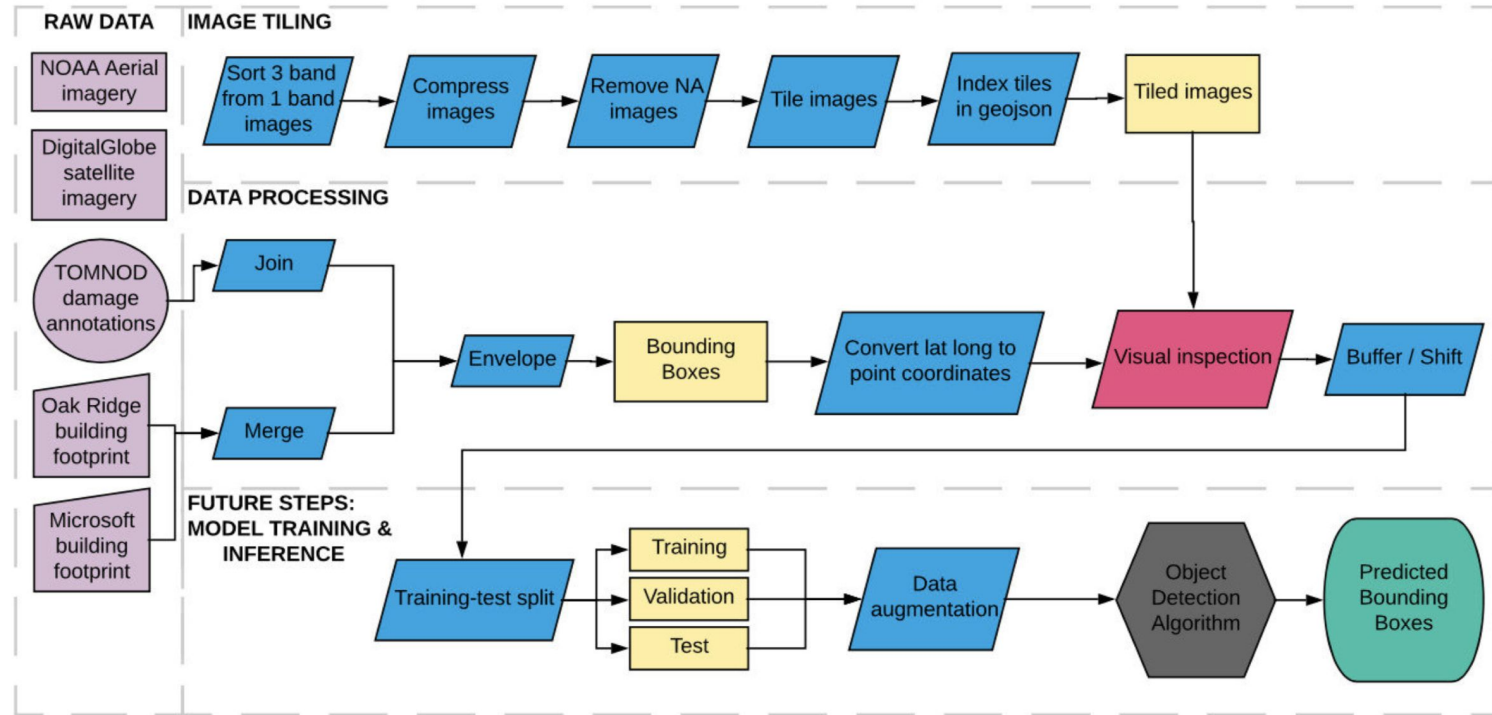 RAW DATA
NOAA Aerial
imagery
DigitalGlobe
satellite
imagery
TOMNOD
damage
annotations
Oak Ridge
building
footprint
Microsoft
building
footprint
IMAGE TILING
Sort 3 band
from 1 band
images
Compress
images
Remove NA
images
Tile images
Index tiles
in geojson
Tiled images
DATA PROCESSING
Join
Merge
Envelope
Bounding
Boxes
Convert lat long to
point coordinates
Visual inspection
Buffer / Shift
FUTURE STEPS:
MODEL TRAINING &
INFERENCE
Training-test split
Training
Validation
Test
Data
augmentation
Object
Detection
Algorithm
Predicted
Bounding
Boxes